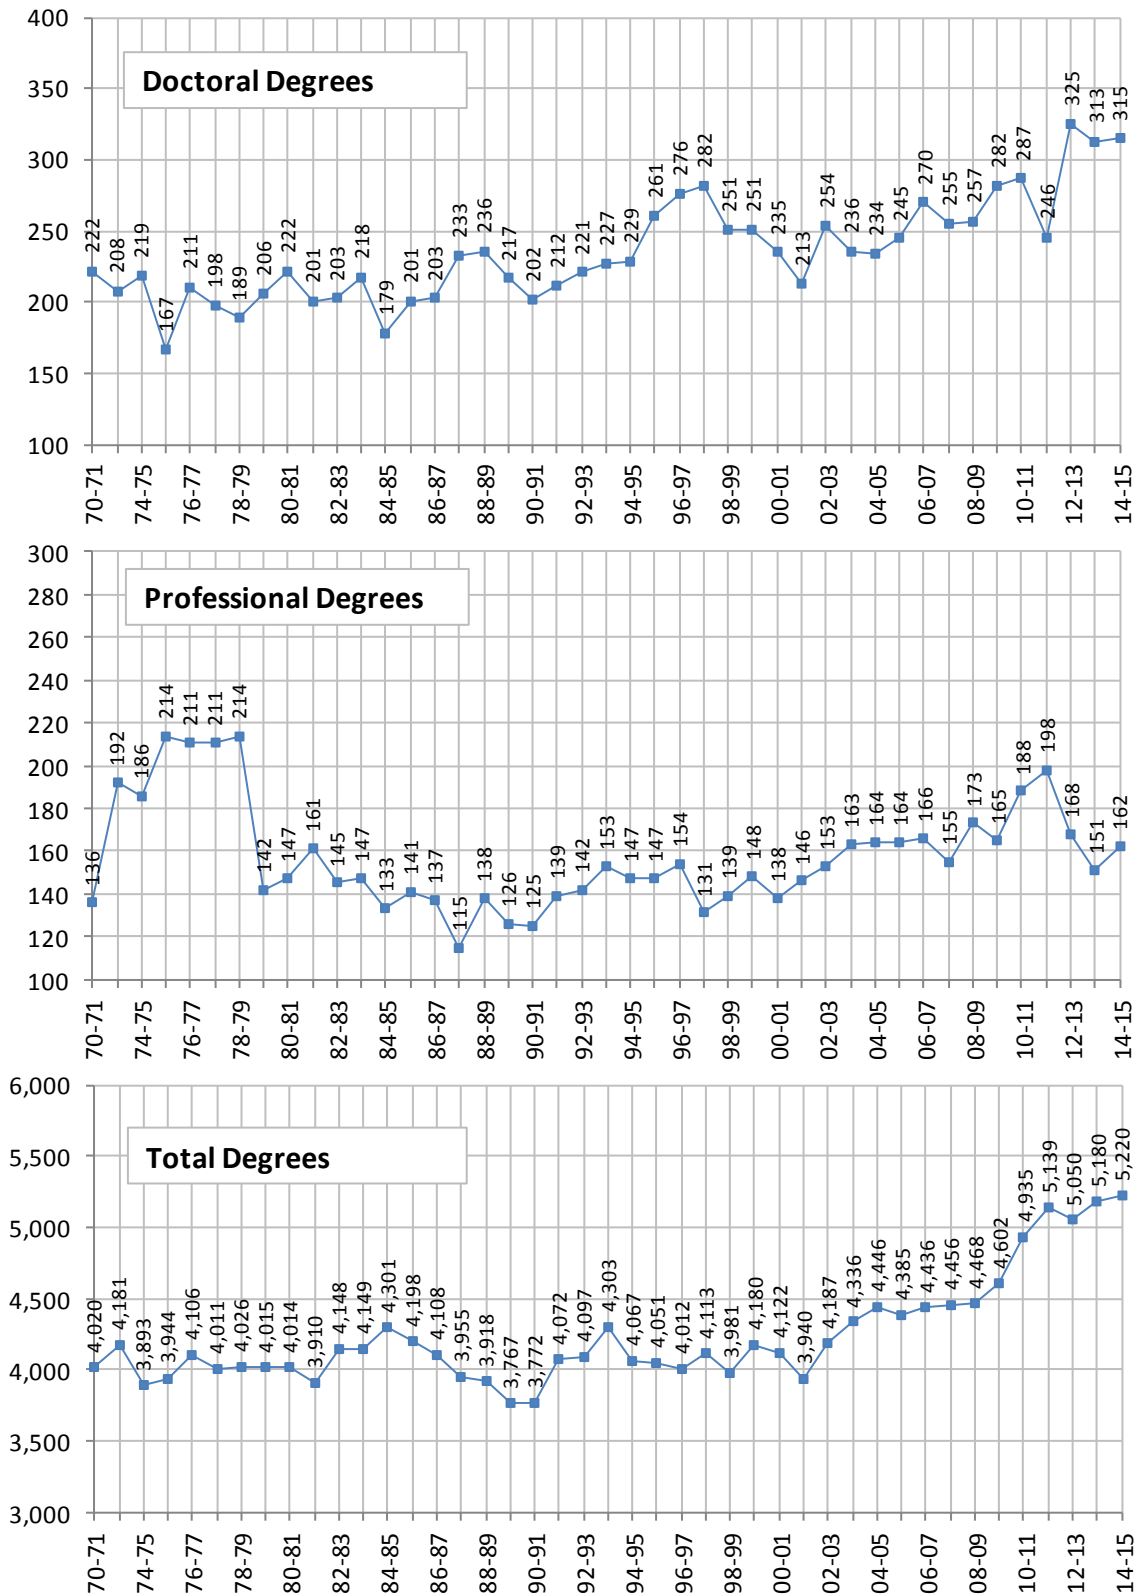 400
350
300
250
200
150
100
Doctoral Degrees
222 208 219 167 211 198 189 206 222 201 203 218 179 201 203 233 236 217 202 212 221 227 229 261 276 282 251 251 235 213 254 236 234 245 270 255 257 282 287 246 325 313 315
70-71 74-75 76-77 78-79 80-81 82-83 84-85 86-87 88-89 90-91 92-93 94-95 96-97 98-99 00-01 02-03 04-05 06-07 08-09 10-11 12-13 14-15
300
280
260
240
220
200
180
160
140
120
100
Professional Degrees
136 192 186 214 211 211 214 142 147 161 145 147 133 141 137 115 138 126 125 139 142 153 147 147 154 131 139 148 138 146 153 163 164 164 166 155 173 165 188 198 168 151 162
70-71 74-75 76-77 78-79 80-81 82-83 84-85 86-87 88-89 90-91 92-93 94-95 96-97 98-99 00-01 02-03 04-05 06-07 08-09 10-11 12-13 14-15
6,000
5,500
5,000
4,500
4,000
3,500
3,000
Total Degrees
4,020 4,181 3,893 3,944 4,106 4,011 4,026 4,015 4,014 3,910 4,148 4,149 4,301 4,198 4,108 3,955 3,918 3,767 3,772 4,072 4,097 4,303 4,067 4,051 4,012 4,113 3,981 4,180 4,122 3,940 4,187 4,336 4,446 4,385 4,436 4,456 4,468 4,602 4,935 5,139 5,050 5,180 5,220
70-71 74-75 76-77 78-79 80-81 82-83 84-85 86-87 88-89 90-91 92-93 94-95 96-97 98-99 00-01 02-03 04-05 06-07 08-09 10-11 12-13 14-15